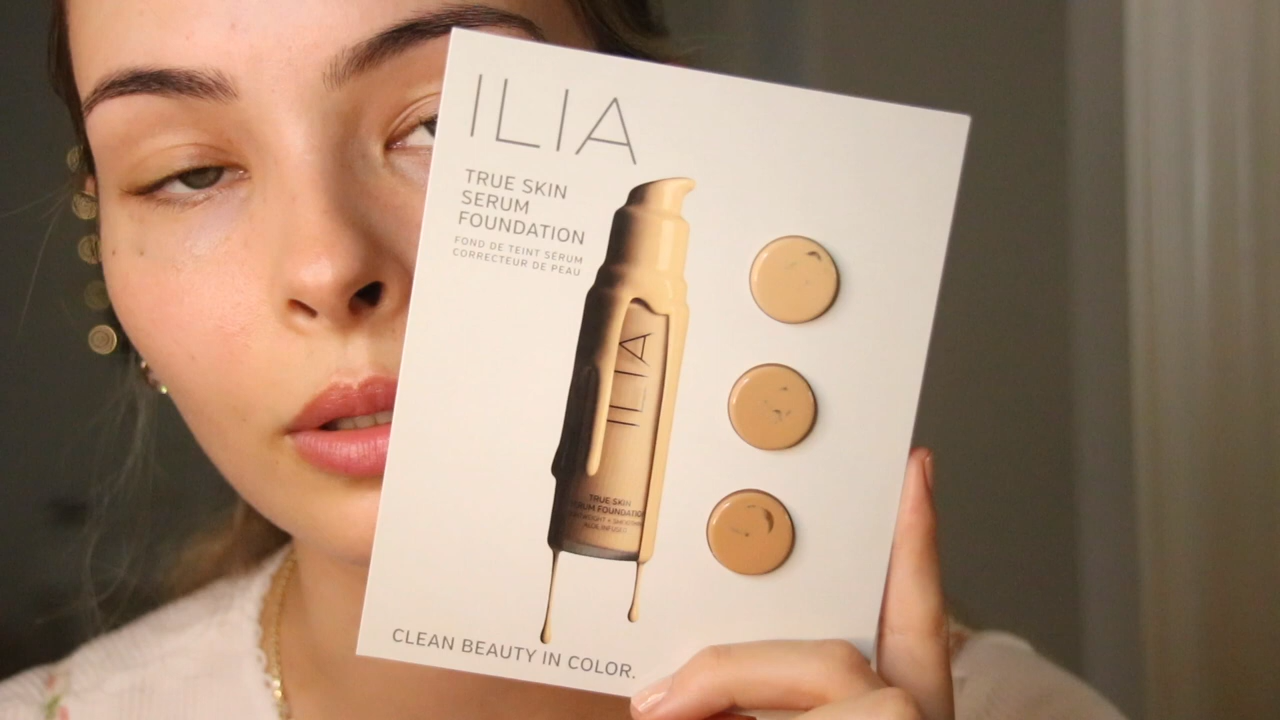 ILIA
TRUE SKIN
SERUM
FOUNDATION
FOND DE TEINT SÉRUM
CORRECTEUR DE PEAU
ILIA
TRUE SKIN
SERUM FOUNDATION
CLEAN BEAUTY IN COLOR.